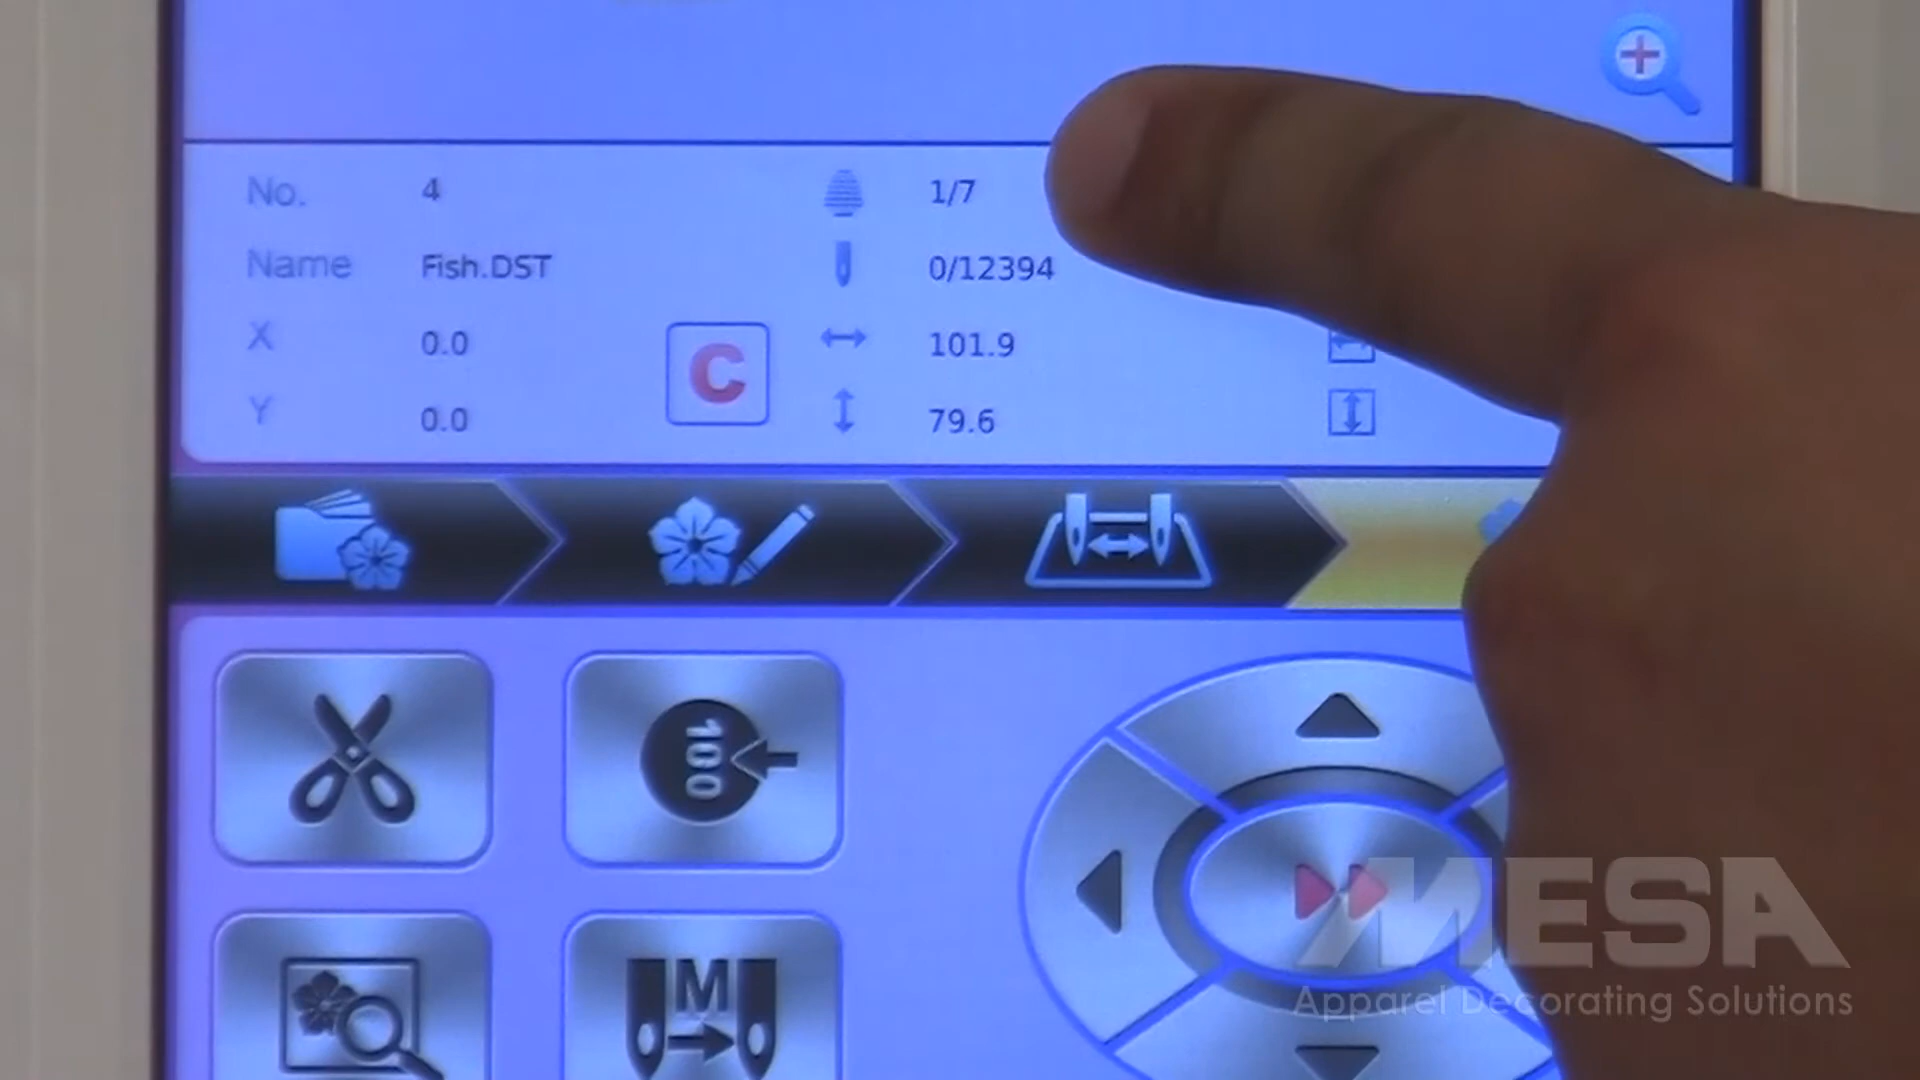 No. 4 1/7
Name Fish.DST 0/12394
X 0.0 C 101.9
Y 0.0 79.6
100
M
MESA
Apparel Decorating Solutions